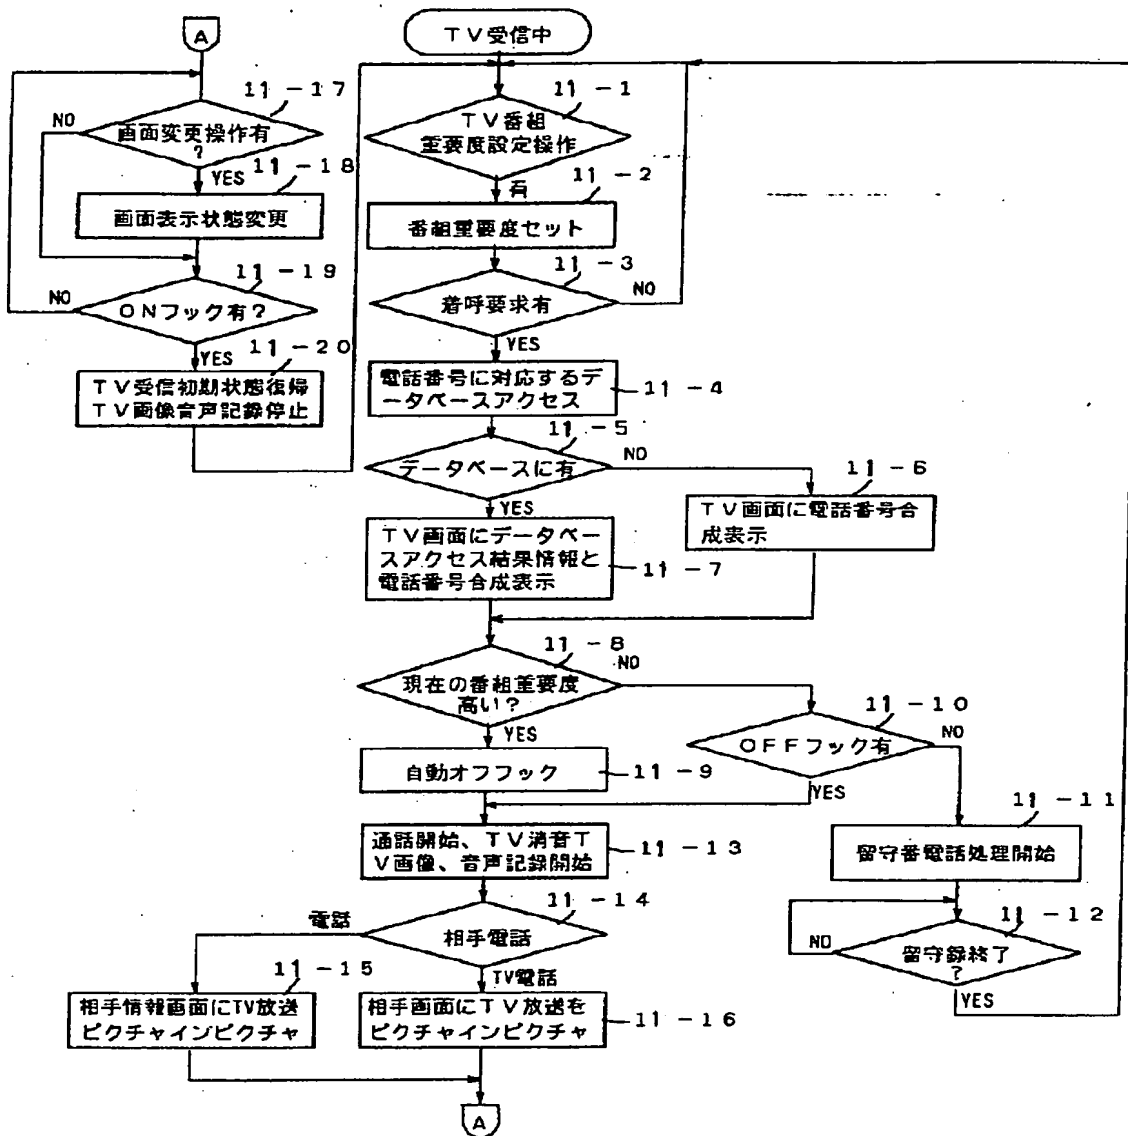 A
TV受信中
11-17
NO
画面変更操作有
?
YES
11-18
画面表示状態変更
11-19
NO
ONフック有?
YES
11-20
TV受信初期状態復帰
TV画像音声記録停止
11-1
TV番組
重要度設定操作
有
11-2
番組重要度セット
11-3
着呼要求有
NO
YES
電話番号に対応するデ
ータベースアクセス
11-4
11-5
データベースに有
NO
YES
11-6
TV画面に電話番号合
成表示
TV画面にデータベー
スアクセス結果情報と
電話番号合成表示
11-7
11-8
現在の番組重要度
高い?
NO
YES
自動オフフック
11-9
11-10
OFFフック有
NO
YES
11-11
留守番電話処理開始
11-12
留守録終了
?
NO
YES
通話開始、TV消音T
V画像、音声記録開始
11-13
11-14
相手電話
電話
TV電話
11-15
相手情報画面にTV放送
ピクチャインピクチャ
相手画面にTV放送を
ピクチャインピクチャ
11-16
A